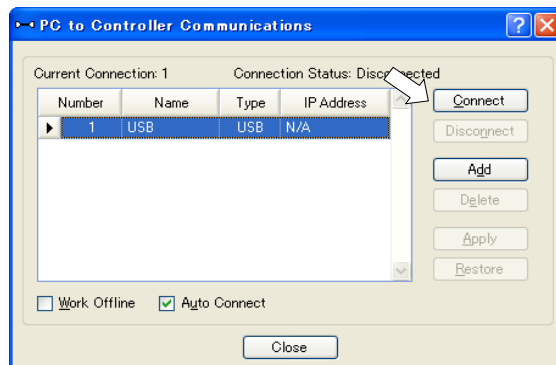 PC to Controller Communications
Current Connection: 1 Connection Status: Disconnected
Number Name Type IP Address
1 USB USB N/A
Connect
Disconnect
Add
Delete
Apply
Restore
Work Offline Auto Connect
Close